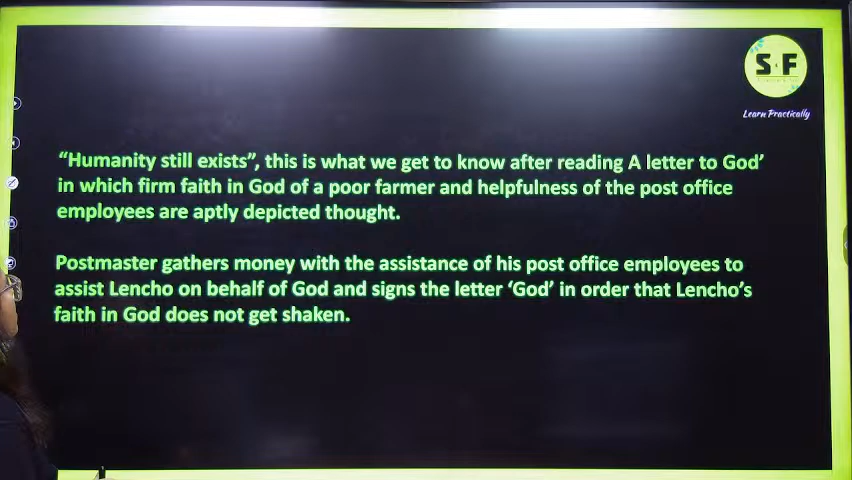 S F
Learn Practically
“Humanity still exists”, this is what we get to know after reading A letter to God’
in which firm faith in God of a poor farmer and helpfulness of the post office
employees are aptly depicted thought.
Postmaster gathers money with the assistance of his post office employees to
assist Lencho on behalf of God and signs the letter ‘God’ in order that Lencho’s
faith in God does not get shaken.